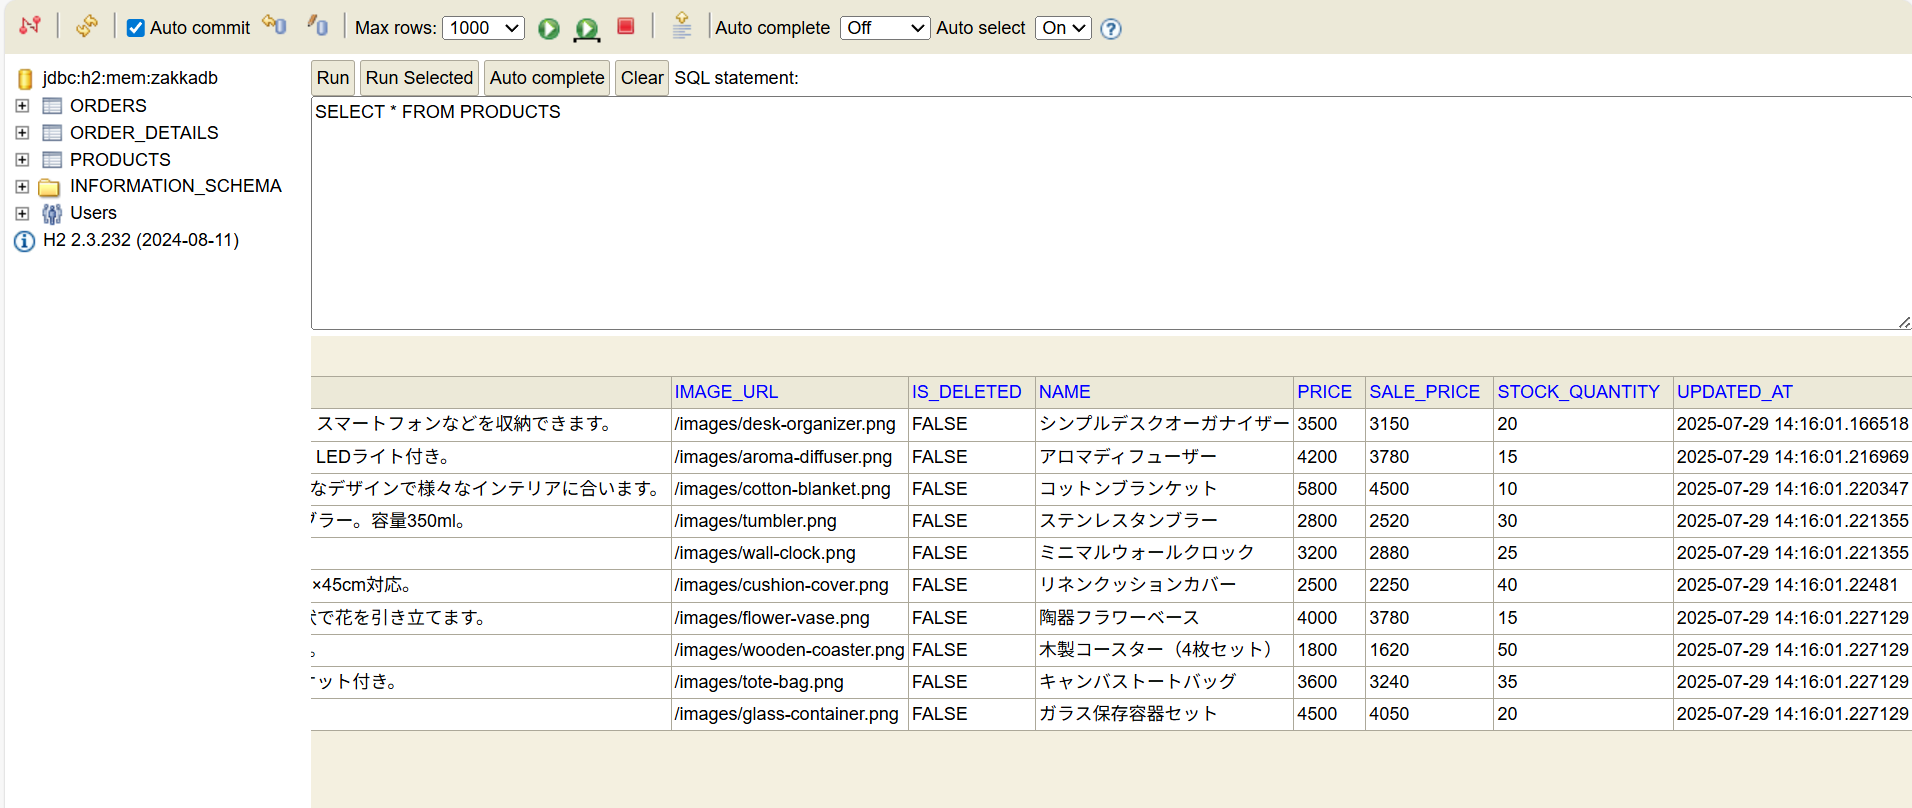 Auto commit Max rows: 1000 Auto complete Off Auto select On
jdbc:h2:mem:zakkadb
ORDERS
ORDER_DETAILS
PRODUCTS
INFORMATION_SCHEMA
Users
H2 2.3.232 (2024-08-11)
Run Run Selected Auto complete Clear SQL statement:
SELECT * FROM PRODUCTS
IMAGE_URL IS_DELETED NAME PRICE SALE_PRICE STOCK_QUANTITY UPDATED_AT
スマートフォンなどを収納できます。 /images/desk-organizer.png FALSE シンプルデスクオーガナイザー 3500 3150 20 2025-07-29 14:16:01.166518
LEDライト付き。 /images/aroma-diffuser.png FALSE アロマディフューザー 4200 3780 15 2025-07-29 14:16:01.216969
なデザインで様々なインテリアに合います。 /images/cotton-blanket.png FALSE コットンブランケット 5800 4500 10 2025-07-29 14:16:01.220347
ブラー。容量350ml。 /images/tumbler.png FALSE ステンレスタンブラー 2800 2520 30 2025-07-29 14:16:01.221355
/images/wall-clock.png FALSE ミニマルウォールクロック 3200 2880 25 2025-07-29 14:16:01.221355
×45cm対応。 /images/cushion-cover.png FALSE リネンクッションカバー 2500 2250 40 2025-07-29 14:16:01.22481
で花を引き立てます。 /images/flower-vase.png FALSE 陶器フラワーベース 4000 3780 15 2025-07-29 14:16:01.227129
。 /images/wooden-coaster.png FALSE 木製コースター（4枚セット） 1800 1620 50 2025-07-29 14:16:01.227129
ット付き。 /images/tote-bag.png FALSE キャンバストートバッグ 3600 3240 35 2025-07-29 14:16:01.227129
/images/glass-container.png FALSE ガラス保存容器セット 4500 4050 20 2025-07-29 14:16:01.227129